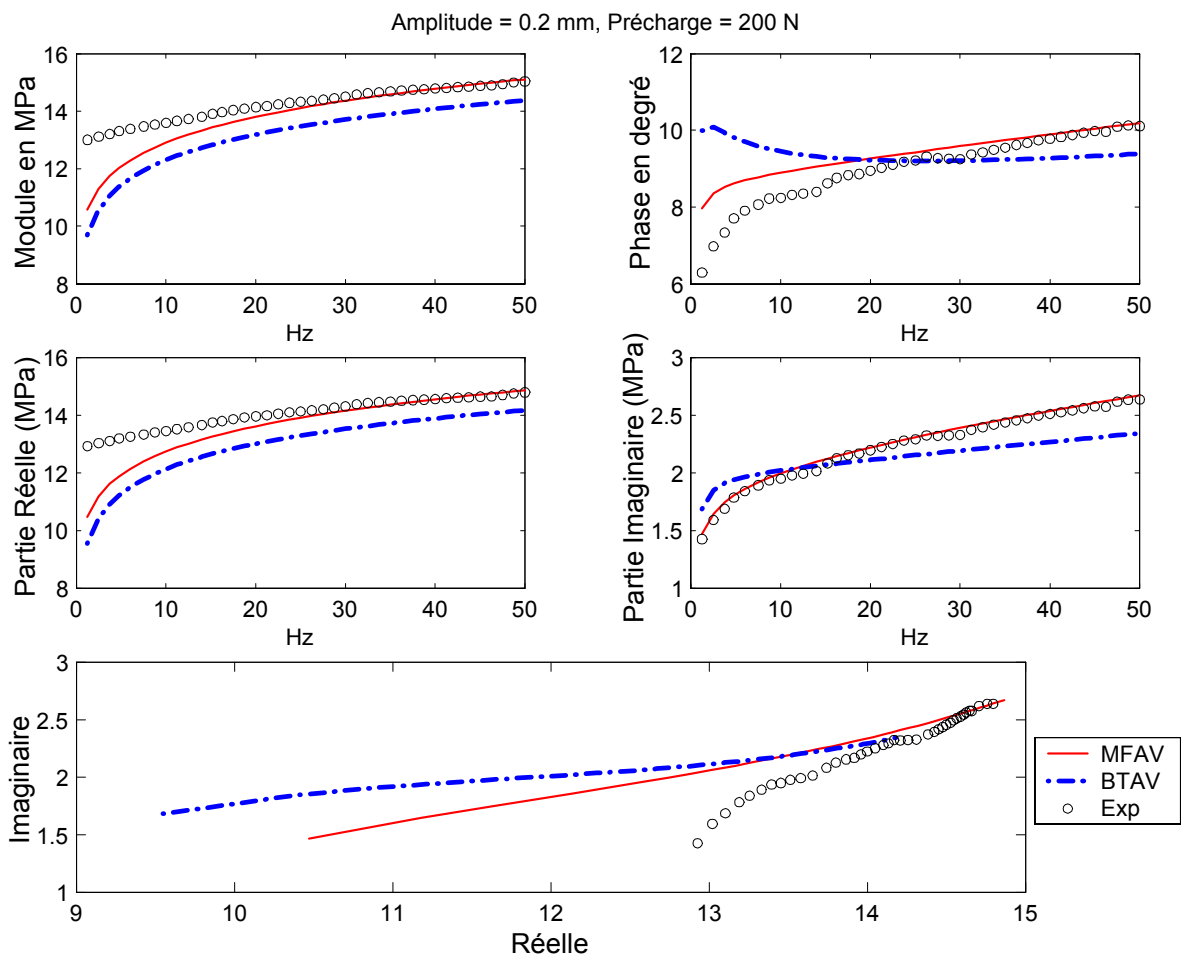 Amplitude = 0.2 mm, Précharge = 200 N
Module en MPa
16
14
12
10
8
0 10 20 30 40 50
Hz
Phase en degré
12
10
8
6
0 10 20 30 40 50
Hz
Partie Réelle (MPa)
16
14
12
10
8
0 10 20 30 40 50
Hz
Partie Imaginaire (MPa)
3
2.5
2
1.5
1
0 10 20 30 40 50
Hz
Imaginaire
3
2.5
2
1.5
1
9 10 11 12 13 14 15
Réelle
MFAV
BTAV
Exp